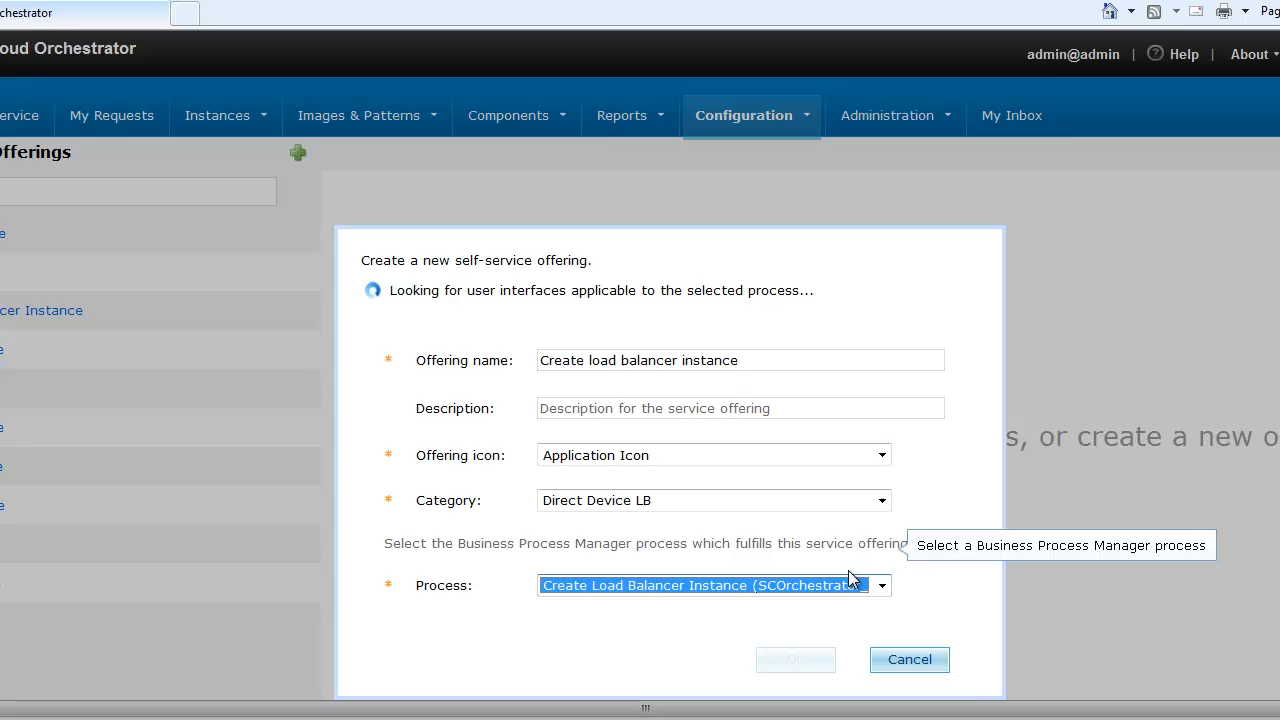 chestrator
Pag
oud Orchestrator
admin@admin | Help | About
ervice My Requests Instances Images & Patterns Components Reports Configuration Administration My Inbox
Offerings
e
cer Instance
e
e
e
e
s, or create a new o
Create a new self-service offering.
Looking for user interfaces applicable to the selected process...
* Offering name: Create load balancer instance
Description: Description for the service offering
* Offering icon: Application Icon
* Category: Direct Device LB
Select the Business Process Manager process which fulfills this service offering
Select a Business Process Manager process
* Process: Create Load Balancer Instance (SCOrchestrato
Cancel